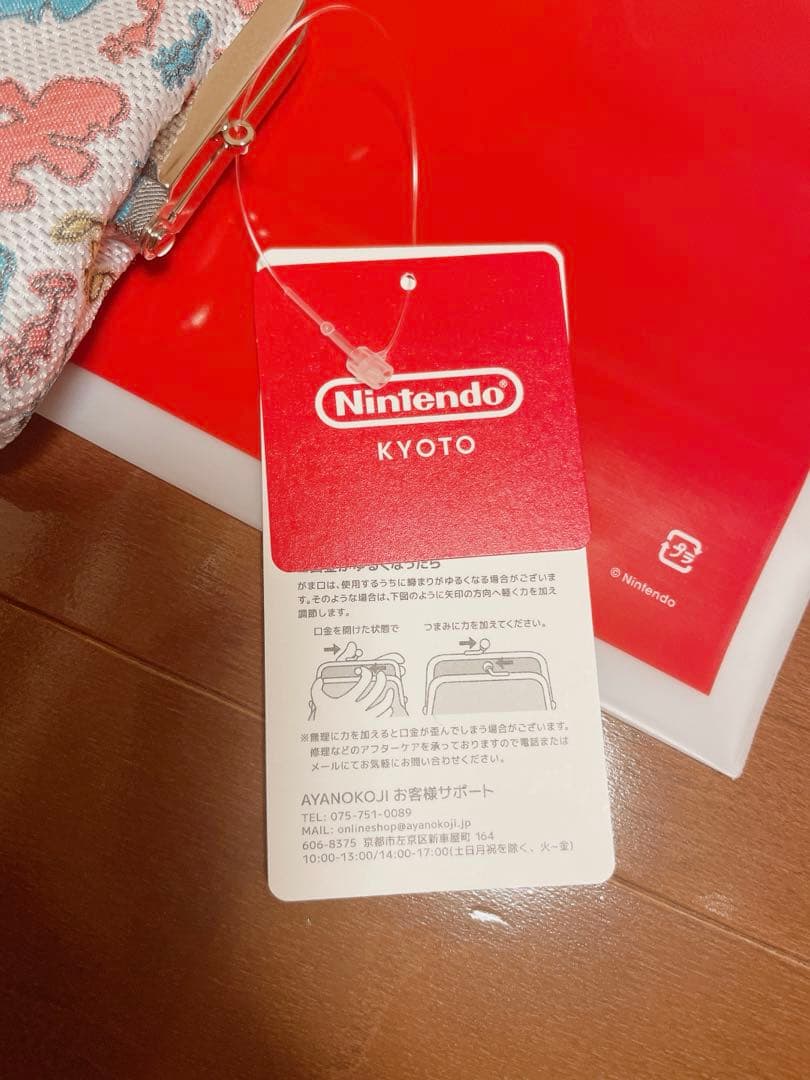 Nintendo®
KYOTO
がゆるくなったら
がま口は、使用するうちに締まりがゆるくなる場合がございま
す。そのような場合は、下図のように矢印の方向へ軽く力を加え
調節します。
口金を開けた状態で
つまみに力を加えてください。
※無理に力を加えると口金が歪んでしまう場合がございます。
修理などのアフターケアを承っておりますので電話または
メールにてお気軽にお問い合わせください。
AYANOKOJI お客様サポート
TEL: 075-751-0089
MAIL: onlineshop@ayanokoji.jp
606-8375 京都市左京区新車屋町 164
10:00-13:00/14:00-17:00(土日月祝を除く、火~金)
プラ
© Nintendo